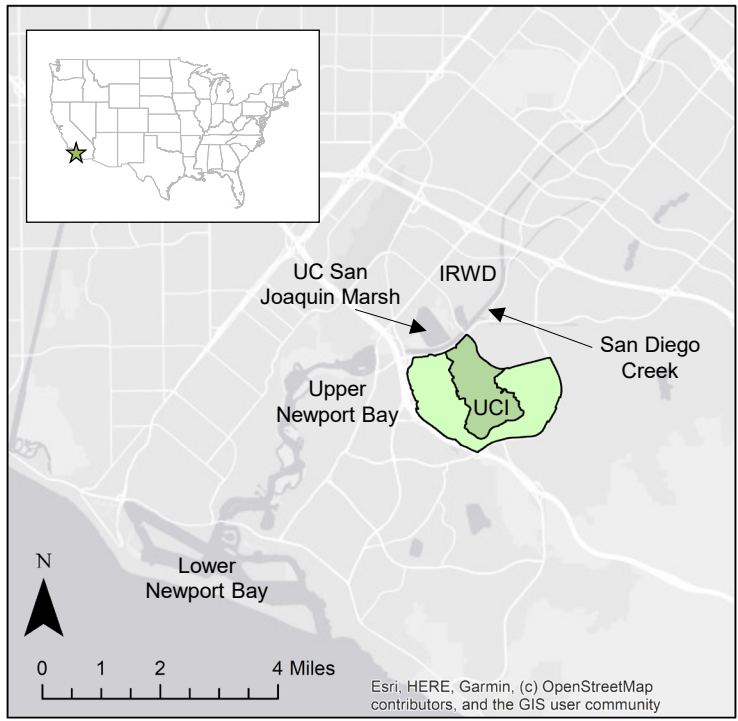 UC San
Joaquin Marsh
IRWD
San Diego
Creek
Upper
Newport Bay
UCI
Lower
Newport Bay
N
0 1 2 4 Miles
Esri, HERE, Garmin, (c) OpenStreetMap
contributors, and the GIS user community